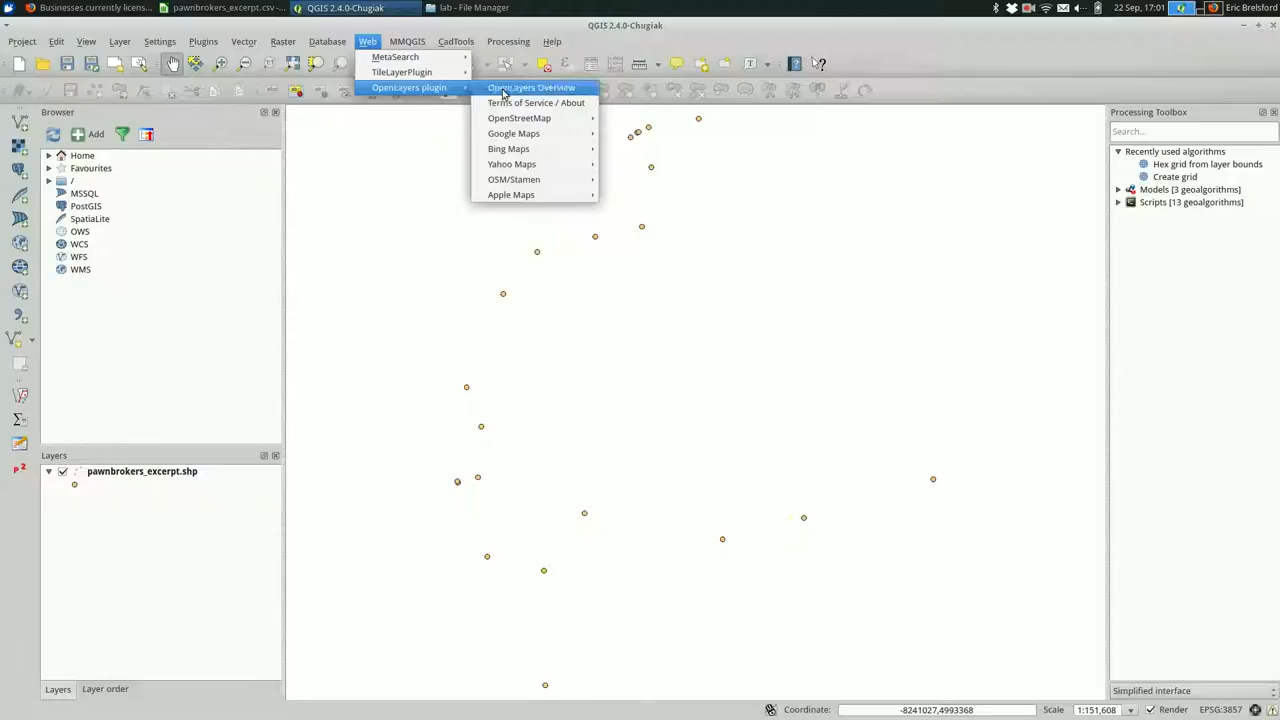 Businesses currently licens...
pawnbrokers_excerpt.csv -
QGIS 2.4.0-Chugiak
lab - File Manager
22 Sep, 17:01
Eric Brelsford
QGIS 2.4.0-Chugiak
Project Edit View Layer Settings Plugins Vector Raster Database Web MMQGIS CadTools Processing Help
MetaSearch
TileLayerPlugin
OpenLayers plugin
OpenLayers Overview
Terms of Service / About
OpenStreetMap
Google Maps
Bing Maps
Yahoo Maps
OSM/Stamen
Apple Maps
Browser
Add
Home
Favourites
/
MSSQL
PostGIS
SpatiaLite
OWS
WCS
WFS
WMS
Layers
pawnbrokers_excerpt.shp
Layers
Layer order
Processing Toolbox
Search...
Recently used algorithms
Hex grid from layer bounds
Create grid
Models [3 geoalgorithms]
Scripts [13 geoalgorithms]
Simplified interface
Coordinate: -8241027,4993368 Scale 1:151,608 Render EPSG:3857